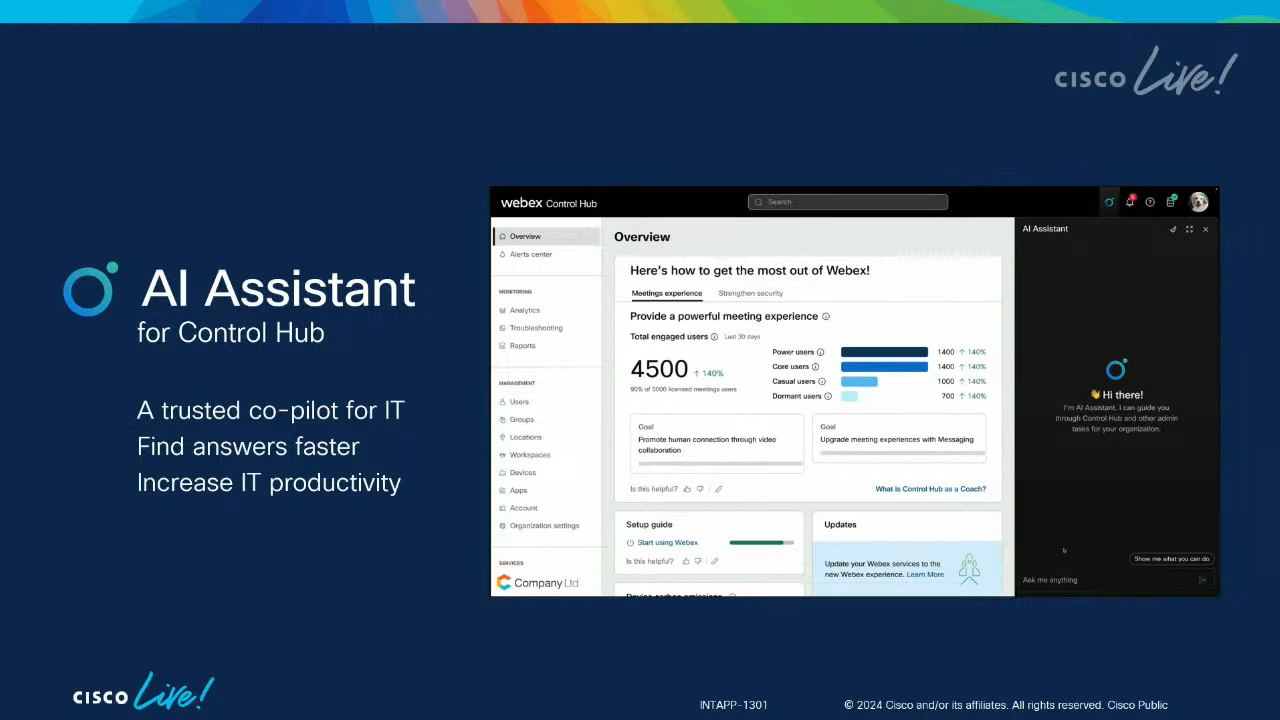 CISCO Live!
AI Assistant
for Control Hub
A trusted co-pilot for IT
Find answers faster
Increase IT productivity
webex Control Hub
Search
Overview
Alerts center
MONITORING
Analytics
Troubleshooting
Reports
MANAGEMENT
Users
Groups
Locations
Workspaces
Devices
Apps
Account
Organization settings
SERVICES
Company Ltd
Overview
Here's how to get the most out of Webex!
Meetings experience Strengthen security
Provide a powerful meeting experience
Total engaged users Last 30 days
4500 ↑ 140%
90% of 5000 licensed meetings users
Power users 1400 ↑ 140%
Core users 1400 ↑ 140%
Casual users 1000 ↑ 140%
Dormant users 700 ↑ 140%
Goal
Promote human connection through video
collaboration
Goal
Upgrade meeting experiences with Messaging
Is this helpful? What is Control Hub as a Coach?
Setup guide
Start using Webex
Is this helpful?
Updates
Update your Webex services to the
new Webex experience. Learn More
Device carbon emissions
AI Assistant
👋 Hi there!
I'm AI Assistant. I can guide you
through Control Hub and other admin
tasks for your organization.
Show me what you can do
Ask me anything
CISCO Live!
INTAPP-1301
© 2024 Cisco and/or its affiliates. All rights reserved. Cisco Public